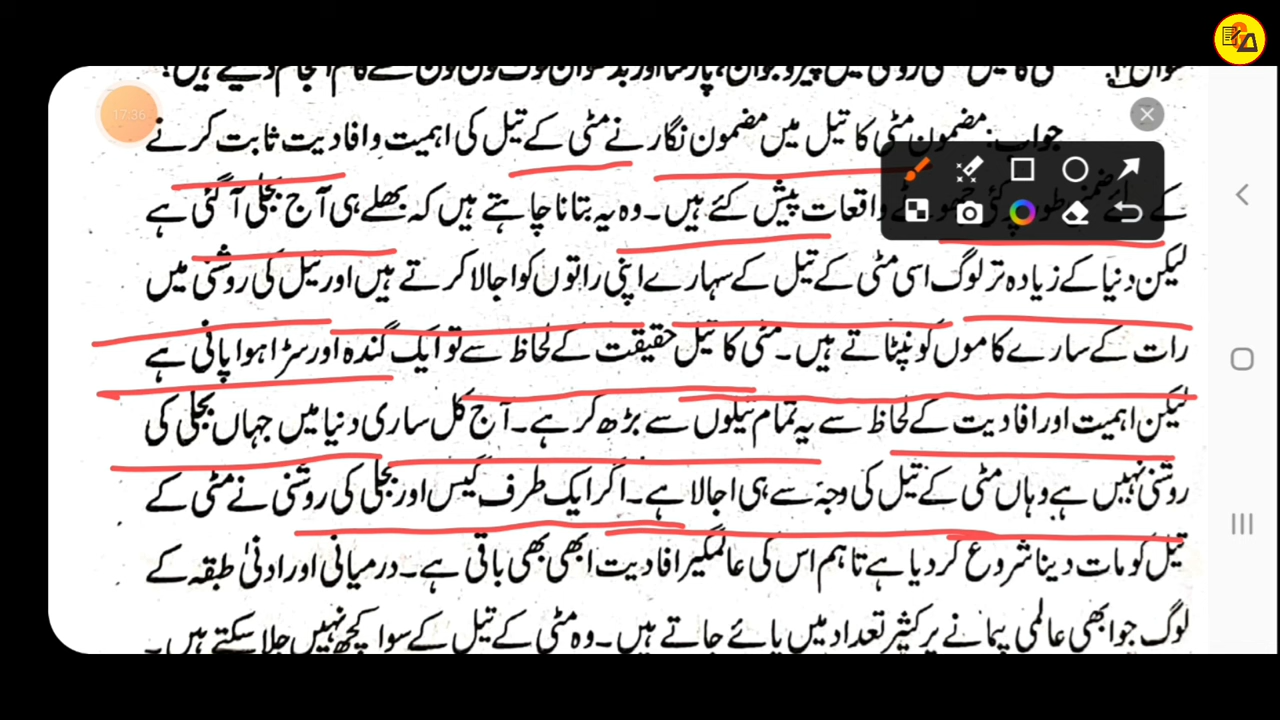 17:36
جواب: مضمون مٹی کا تیل میں مضمون نگار نے مٹی کے تیل کی اہمیت و افادیت ثابت کرنے
کے لئے واقعات پیش کئے ہیں۔ وہ یہ بتانا چاہتے ہیں کہ بھلے ہی آج بجلی آگئی ہے
لیکن دنیا کے زیادہ تر لوگ اسی مٹی کے تیل کے سہارے اپنی راتوں کو اجالا کرتے ہیں اور تیل کی روشنی میں
رات کے سارے کاموں کو نپٹاتے ہیں۔ مٹی کا تیل حقیقت کے لحاظ سے تو ایک گندہ اور سڑا ہوا پانی ہے
لیکن اہمیت اور افادیت کے لحاظ سے یہ تمام تیلوں سے بڑھ کر ہے۔ آج کل ساری دنیا میں جہاں بجلی کی
روشنی نہیں ہے وہاں مٹی کے تیل کی وجہ سے ہی اجالا ہے۔ اگر ایک طرف گیس اور بجلی کی روشنی نے مٹی کے
تیل کو مات دینا شروع کردیا ہے تاہم اس کی عالمگیر افادیت ابھی بھی باقی ہے۔ درمیانی اور ادنیٰ طبقہ کے
لوگ جو ابھی عالمی پیمانے پر کثیر تعداد میں پائے جاتے ہیں۔ وہ مٹی کے تیل کے سوا کچھ نہیں جلا سکتے ہیں۔